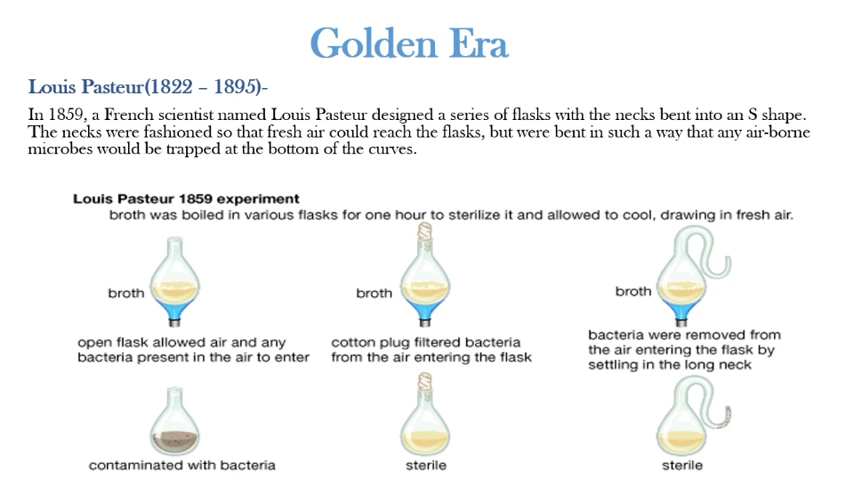 Golden Era
Louis Pasteur(1822 – 1895)-
In 1859, a French scientist named Louis Pasteur designed a series of flasks with the necks bent into an S shape.
The necks were fashioned so that fresh air could reach the flasks, but were bent in such a way that any air-borne
microbes would be trapped at the bottom of the curves.
Louis Pasteur 1859 experiment
broth was boiled in various flasks for one hour to sterilize it and allowed to cool, drawing in fresh air.
broth
broth
broth
open flask allowed air and any
bacteria present in the air to enter
cotton plug filtered bacteria
from the air entering the flask
bacteria were removed from
the air entering the flask by
settling in the long neck
contaminated with bacteria
sterile
sterile